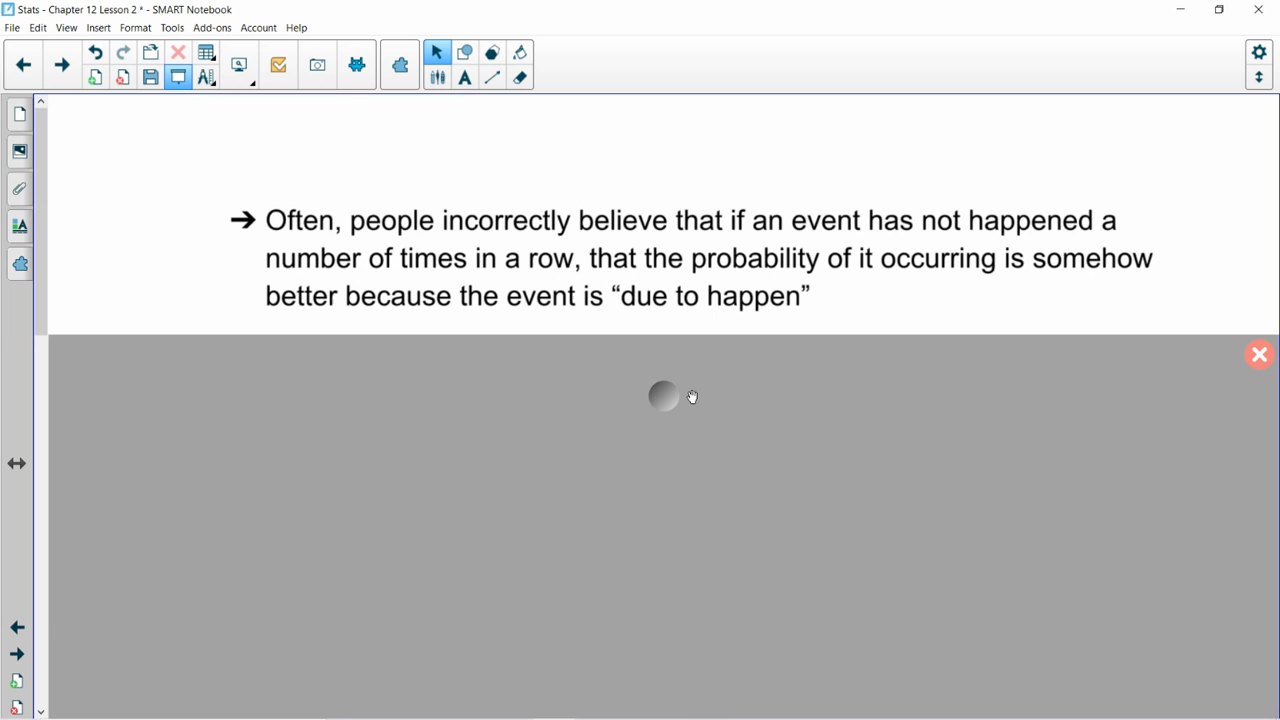 Stats - Chapter 12 Lesson 2 * - SMART Notebook
File Edit View Insert Format Tools Add-ons Account Help
➔ Often, people incorrectly believe that if an event has not happened a
number of times in a row, that the probability of it occurring is somehow
better because the event is “due to happen”